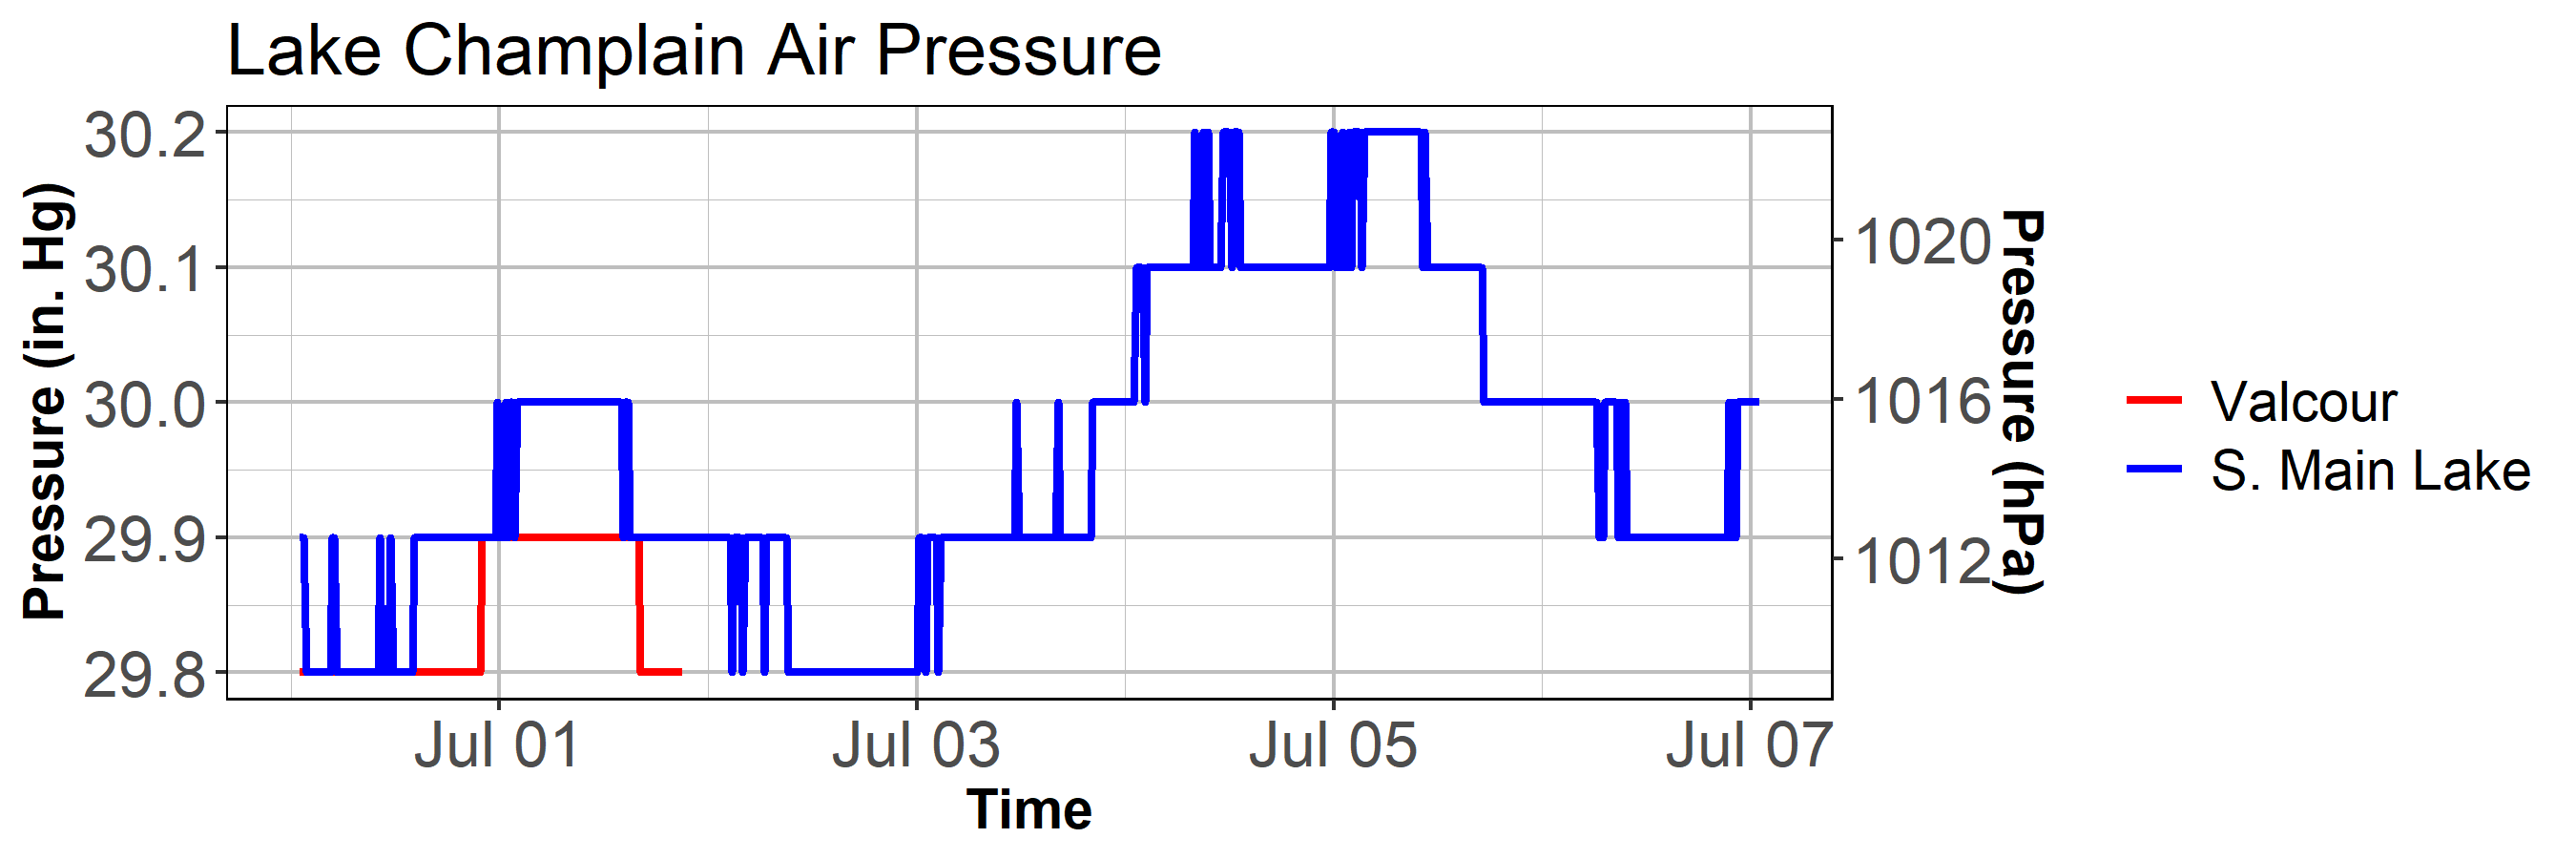 Lake Champlain Air Pressure
Pressure (in. Hg)
30.2
30.1
30.0
29.9
29.8
1020
1016
1012
Pressure (hPa)
Valcour
S. Main Lake
Jul 01 Jul 03 Jul 05 Jul 07
Time